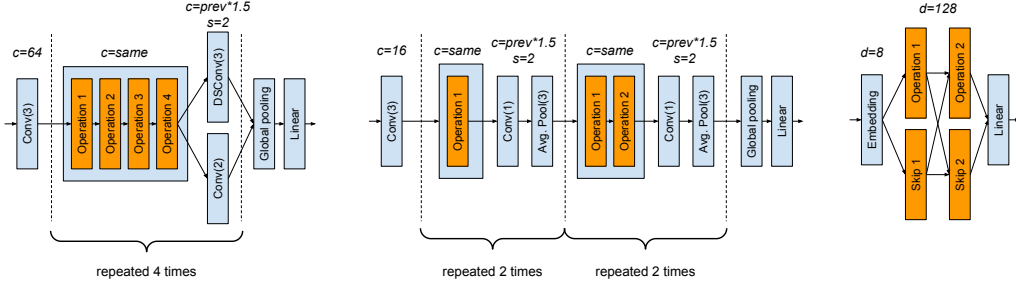 c=prev*1.5
s=2
c=64
c=same
Conv(3)
Operation 1
Operation 2
Operation 3
Operation 4
DSConv(3)
Conv(2)
Global pooling
Linear
repeated 4 times
c=16
c=same
c=prev*1.5
s=2
c=same
c=prev*1.5
s=2
Conv(3)
Operation 1
Conv(1)
Avg. Pool(3)
Operation 1
Operation 2
Conv(1)
Avg. Pool(3)
Global pooling
Linear
repeated 2 times
repeated 2 times
d=128
d=8
Embedding
Operation 1
Operation 2
Skip 1
Skip 2
Linear